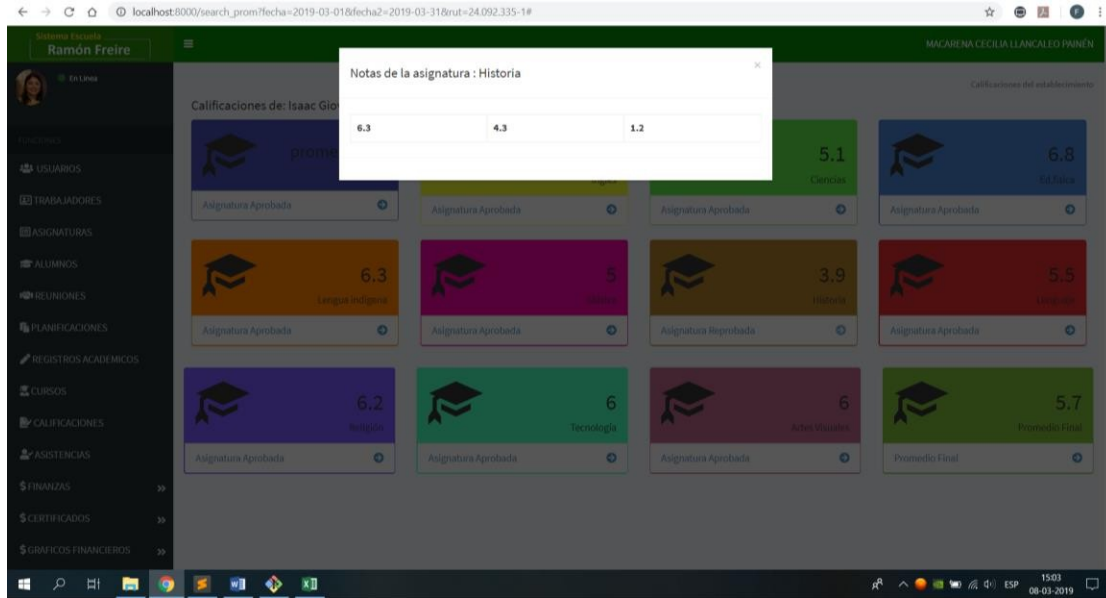 localhost:8000/search_prom?fecha=2019-03-01&fecha2=2019-03-31&rut=24.092.335-1#
Sistema Escuela
Ramón Freire
MACARENA CECILIA LLANCALEO PAINÉN
En Linea
Notas de la asignatura : Historia
×
Calificaciones del establecimiento
Calificaciones de: Isaac Gio
6.3 4.3 1.2
FUNCIONES
prome
5.1
6.8
Ciencias
Ed.fisica
USUARIOS
Asignatura Aprobada
Asignatura Aprobada
Asignatura Aprobada
Asignatura Aprobada
TRABAJADORES
ASIGNATURAS
ALUMNOS
6.3
5
3.9
5.5
REUNIONES
Lengua indigena
Historia
Lenguaje
PLANIFICACIONES
Asignatura Aprobada
Asignatura Aprobada
Asignatura Reprobada
Asignatura Aprobada
REGISTROS ACADEMICOS
CURSOS
6.2
6
6
5.7
CALIFICACIONES
Religion
Tecnología
Artes Visuales
Promedio Final
ASISTENCIAS
Asignatura Aprobada
Asignatura Aprobada
Asignatura Aprobada
Promedio Final
FINANZAS
CERTIFICADOS
GRAFICOS FINANCIEROS
ESP
15:03
08-03-2019